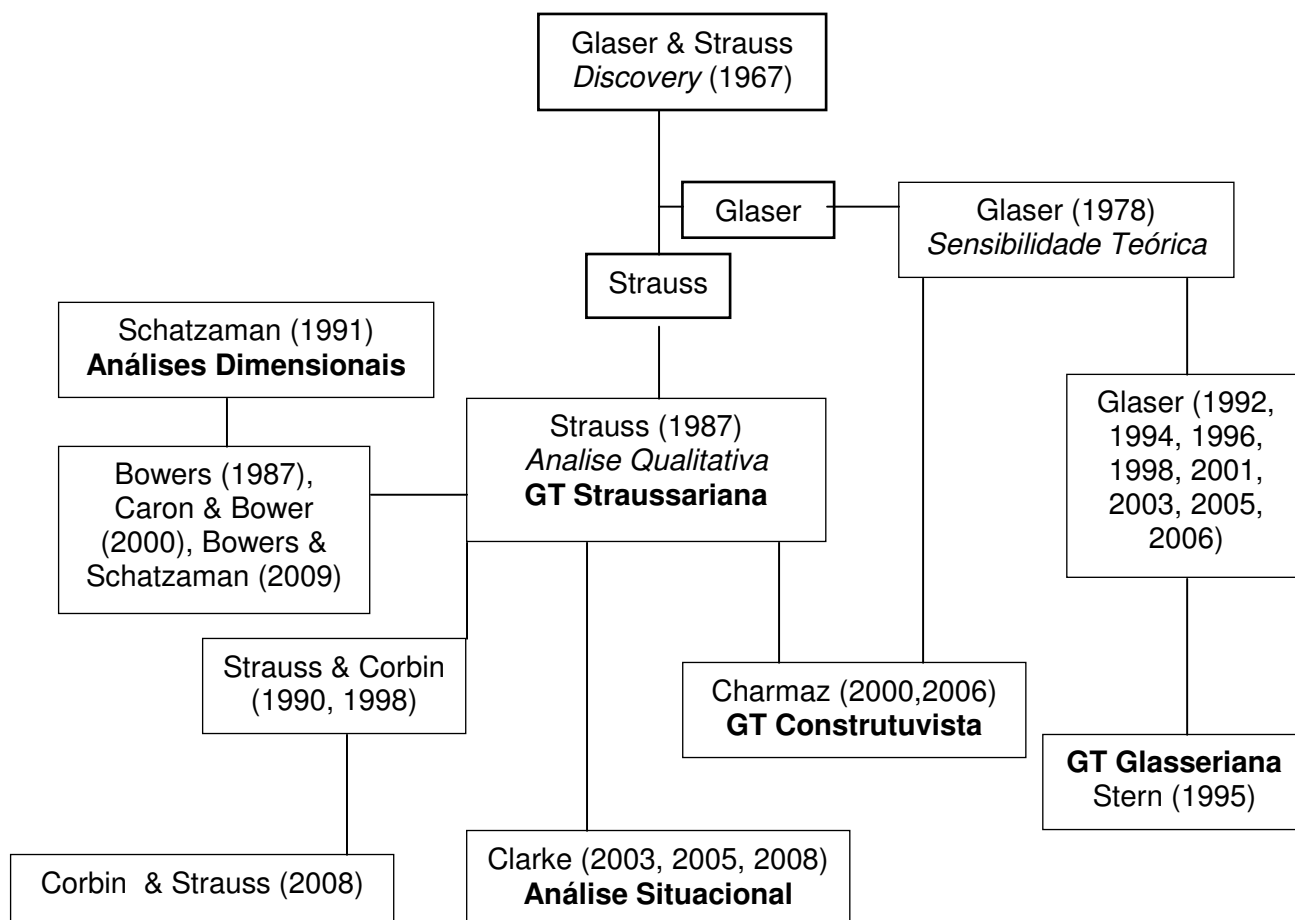 Glaser & Strauss
Discovery (1967)
Glaser
Glaser (1978)
Sensibilidade Teórica
Strauss
Schatzaman (1991)
Análises Dimensionais
Strauss (1987)
Analise Qualitativa
GT Straussariana
Glaser (1992,
1994, 1996,
1998, 2001,
2003, 2005,
2006)
Bowers (1987),
Caron & Bower
(2000), Bowers &
Schatzaman (2009)
Strauss & Corbin
(1990, 1998)
Charmaz (2000,2006)
GT Construtuvista
GT Glasseriana
Stern (1995)
Corbin & Strauss (2008)
Clarke (2003, 2005, 2008)
Análise Situacional